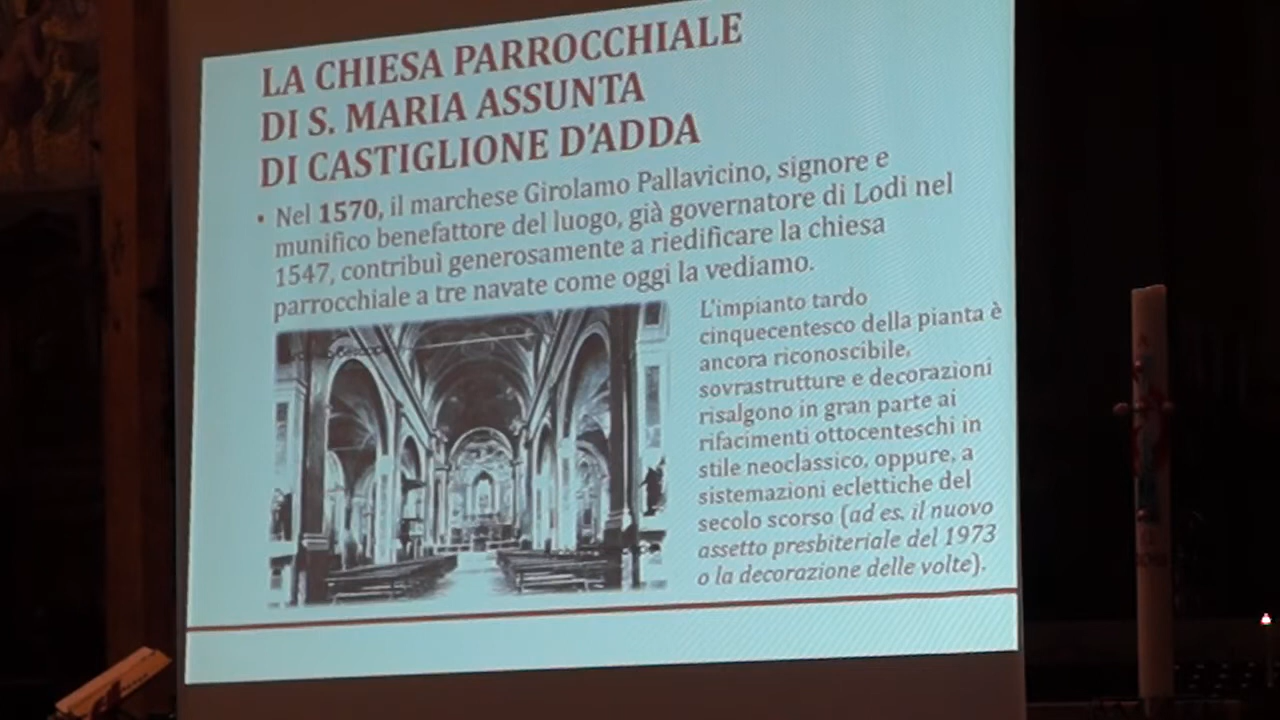 LA CHIESA PARROCCHIALE
DI S. MARIA ASSUNTA
DI CASTIGLIONE D'ADDA
• Nel 1570, il marchese Girolamo Pallavicino, signore e
munifico benefattore del luogo, già governatore di Lodi nel
1547, contribuì generosamente a riedificare la chiesa
parrocchiale a tre navate come oggi la vediamo.
L'impianto tardo
cinquecentesco della pianta è
ancora riconoscibile,
sovrastrutture e decorazioni
risalgono in gran parte ai
rifacimenti ottocenteschi in
stile neoclassico, oppure, a
sistemazioni eclettiche del
secolo scorso (ad es. il nuovo
assetto presbiteriale del 1973
o la decorazione delle volte).